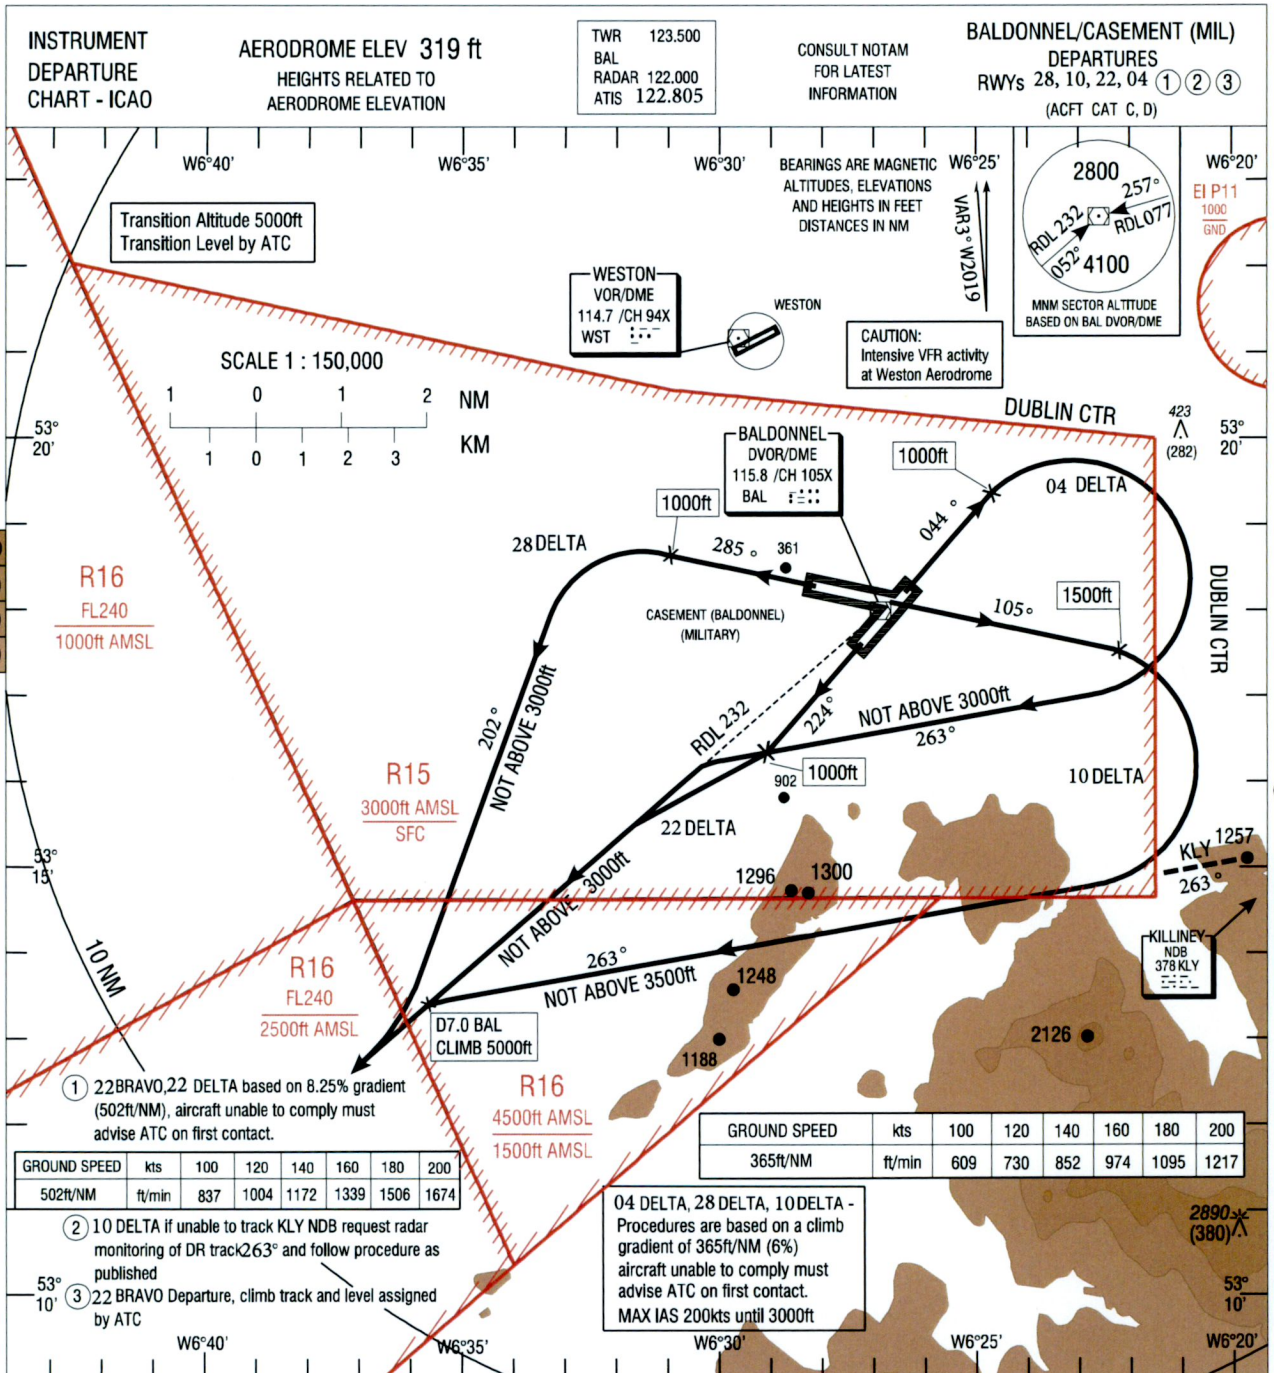 INSTRUMENT
DEPARTURE
CHART - ICAO
AERODROME ELEV 319 ft
HEIGHTS RELATED TO
AERODROME ELEVATION
TWR 123.500
BAL
RADAR 122.000
ATIS 122.805
CONSULT NOTAM
FOR LATEST
INFORMATION
BALDONNEL/CASEMENT (MIL)
DEPARTURES
RWYs 28, 10, 22, 04 1 2 3
(ACFT CAT C, D)
W6°40'
W6°35'
W6°30'
W6°25'
W6°20'
BEARINGS ARE MAGNETIC
ALTITUDES, ELEVATIONS
AND HEIGHTS IN FEET
DISTANCES IN NM
VAR3° W2019
2800
257°
RDL077
RDL 232
052°
4100
MNM SECTOR ALTITUDE
BASED ON BAL DVOR/DME
EI P11
1000
GND
Transition Altitude 5000ft
Transition Level by ATC
WESTON
VOR/DME
114.7 /CH 94X
WST
WESTON
CAUTION:
Intensive VFR activity
at Weston Aerodrome
SCALE 1 : 150,000
1 0 1 2 NM
1 0 1 2 3 KM
53°
20'
DUBLIN CTR
423
(282)
53°
20'
BALDONNEL
DVOR/DME
115.8 /CH 105X
BAL
1000ft
04 DELTA
044 °
1000ft
28 DELTA
285 °
361
CASEMENT (BALDONNEL)
(MILITARY)
105°
1500ft
DUBLIN CTR
R16
FL240
1000ft AMSL
202°
NOT ABOVE 3000ft
RDL 232
224°
NOT ABOVE 3000ft
263°
1000ft
902
10 DELTA
22 DELTA
R15
3000ft AMSL
SFC
53°
15'
NOT ABOVE 3000ft
1296
1300
KLY
1257
263 °
KILLINEY
NDB
378 KLY
10 NM
R16
FL240
2500ft AMSL
263°
NOT ABOVE 3500ft
1248
1188
2126
D7.0 BAL
CLIMB 5000ft
R16
4500ft AMSL
1500ft AMSL
1 22BRAVO,22 DELTA based on 8.25% gradient
(502ft/NM), aircraft unable to comply must
advise ATC on first contact.
GROUND SPEED kts 100 120 140 160 180 200
502ft/NM ft/min 837 1004 1172 1339 1506 1674
GROUND SPEED kts 100 120 140 160 180 200
365ft/NM ft/min 609 730 852 974 1095 1217
2 10 DELTA if unable to track KLY NDB request radar
monitoring of DR track263° and follow procedure as
published
3 22 BRAVO Departure, climb track and level assigned
by ATC
04 DELTA, 28 DELTA, 10 DELTA -
Procedures are based on a climb
gradient of 365ft/NM (6%)
aircraft unable to comply must
advise ATC on first contact.
MAX IAS 200kts until 3000ft
2890
(380)
53°
10'
53°
10'
W6°40'
W6°35'
W6°30'
W6°25'
W6°20'